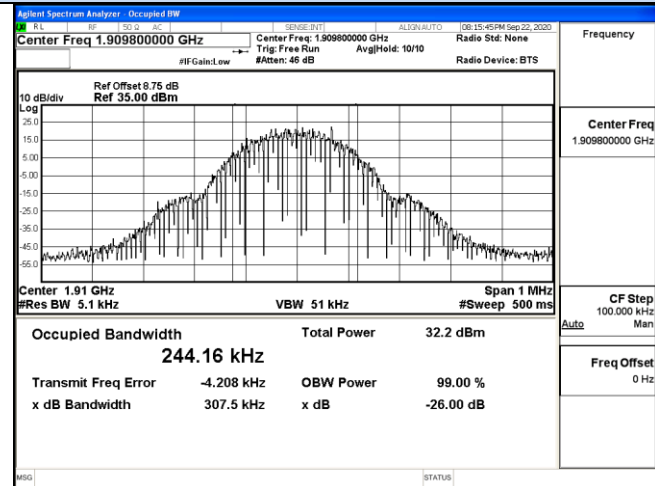 Agilent Spectrum Analyzer - Occupied BW
RL RF 50 Ω AC SENSE:INT ALIGN AUTO 08:15:45PM Sep 22, 2020
Center Freq 1.909800000 GHz
Center Freq: 1.909800000 GHz
Radio Std: None
Trig: Free Run Avg|Hold: 10/10
#IFGain:Low #Atten: 46 dB Radio Device: BTS
Ref Offset 8.75 dB
10 dB/div Ref 35.00 dBm
Log
25.0
15.0
5.00
-5.00
-15.0
-25.0
-35.0
-45.0
-55.0
Center 1.91 GHz Span 1 MHz
#Res BW 5.1 kHz VBW 51 kHz #Sweep 500 ms
Occupied Bandwidth Total Power 32.2 dBm
244.16 kHz
Transmit Freq Error -4.208 kHz OBW Power 99.00 %
x dB Bandwidth 307.5 kHz x dB -26.00 dB
MSG STATUS
Frequency
Center Freq
1.909800000 GHz
CF Step
100.000 kHz
Auto Man
Freq Offset
0 Hz